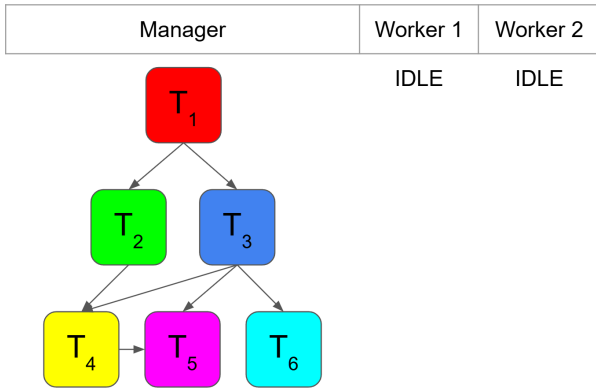 Manager Worker 1 Worker 2
IDLE IDLE
T1
T2 T3
T4 T5 T6